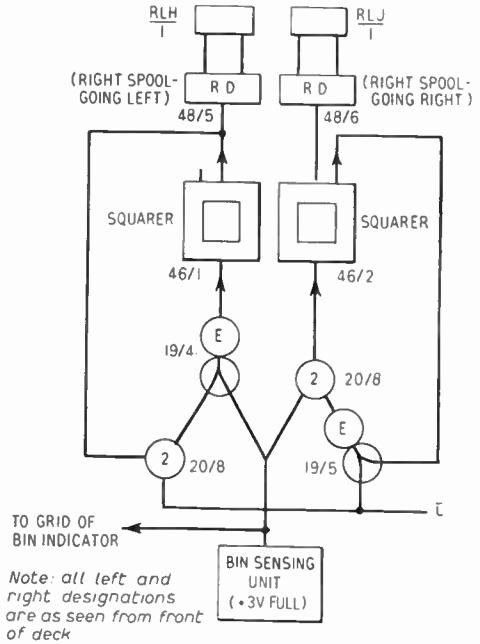 RLH
I
RLJ
I
(RIGHT SPOOL-
GOING LEFT)
R D
R D
(RIGHT SPOOL-
GOING RIGHT)
48/5
48/6
SQUARER
SQUARER
46/1
46/2
E
19/4
2
20/8
E
2
20/8
19/5
t̄
TO GRID OF
BIN INDICATOR
BIN SENSING
UNIT
(+3V FULL)
Note: all left and
right designations
are as seen from front
of deck